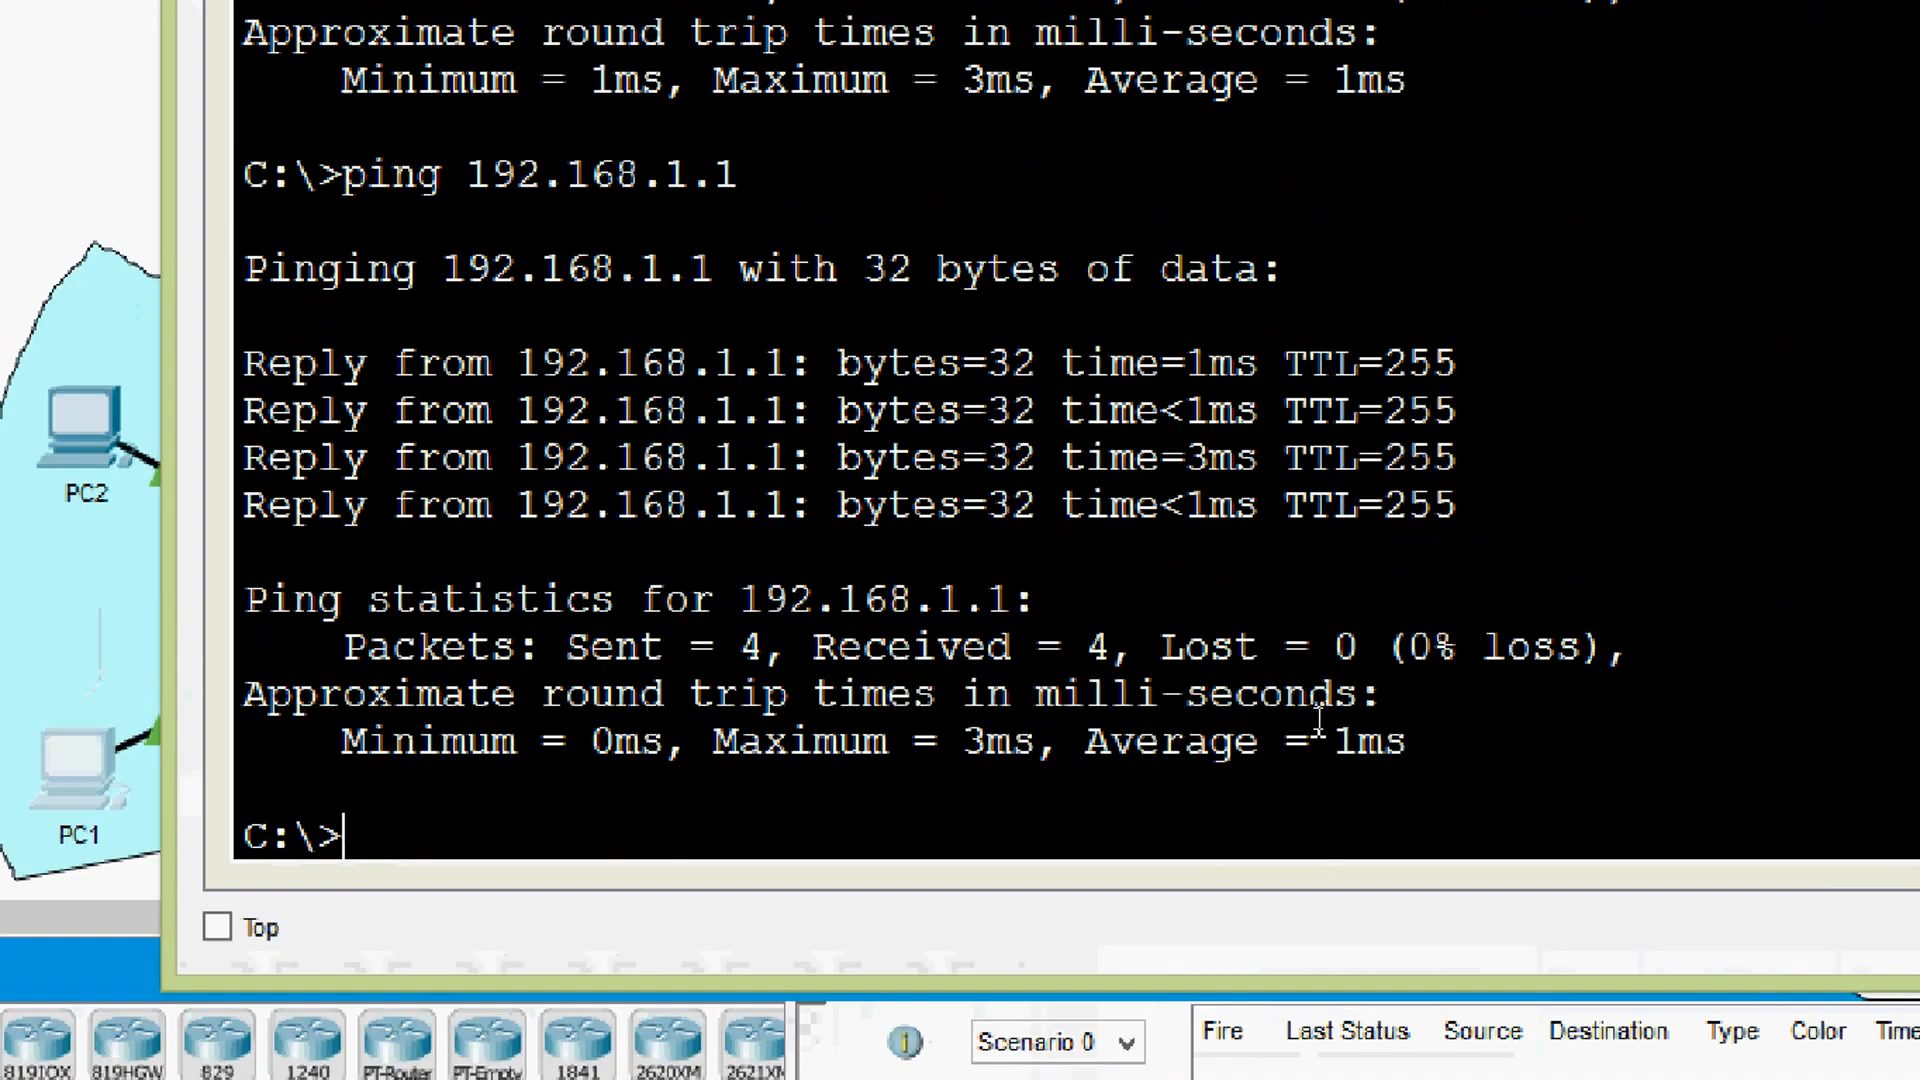 Approximate round trip times in milli-seconds:
Minimum = 1ms, Maximum = 3ms, Average = 1ms
C:\>ping 192.168.1.1
Pinging 192.168.1.1 with 32 bytes of data:
Reply from 192.168.1.1: bytes=32 time=1ms TTL=255
Reply from 192.168.1.1: bytes=32 time<1ms TTL=255
Reply from 192.168.1.1: bytes=32 time=3ms TTL=255
Reply from 192.168.1.1: bytes=32 time<1ms TTL=255
Ping statistics for 192.168.1.1:
Packets: Sent = 4, Received = 4, Lost = 0 (0% loss),
Approximate round trip times in milli-seconds:
Minimum = 0ms, Maximum = 3ms, Average = 1ms
C:\>
PC2
PC1
Top
819IOX 819HGW 829 1240 PT-Router PT-Empty 1841 2620XM 2621XM
Scenario 0
Fire Last Status Source Destination Type Color Time